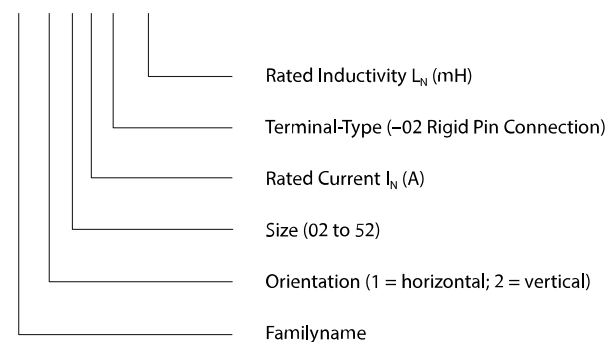 Rated Inductivity L_N (mH)
Terminal-Type (–02 Rigid Pin Connection)
Rated Current I_N (A)
Size (02 to 52)
Orientation (1 = horizontal; 2 = vertical)
Familyname